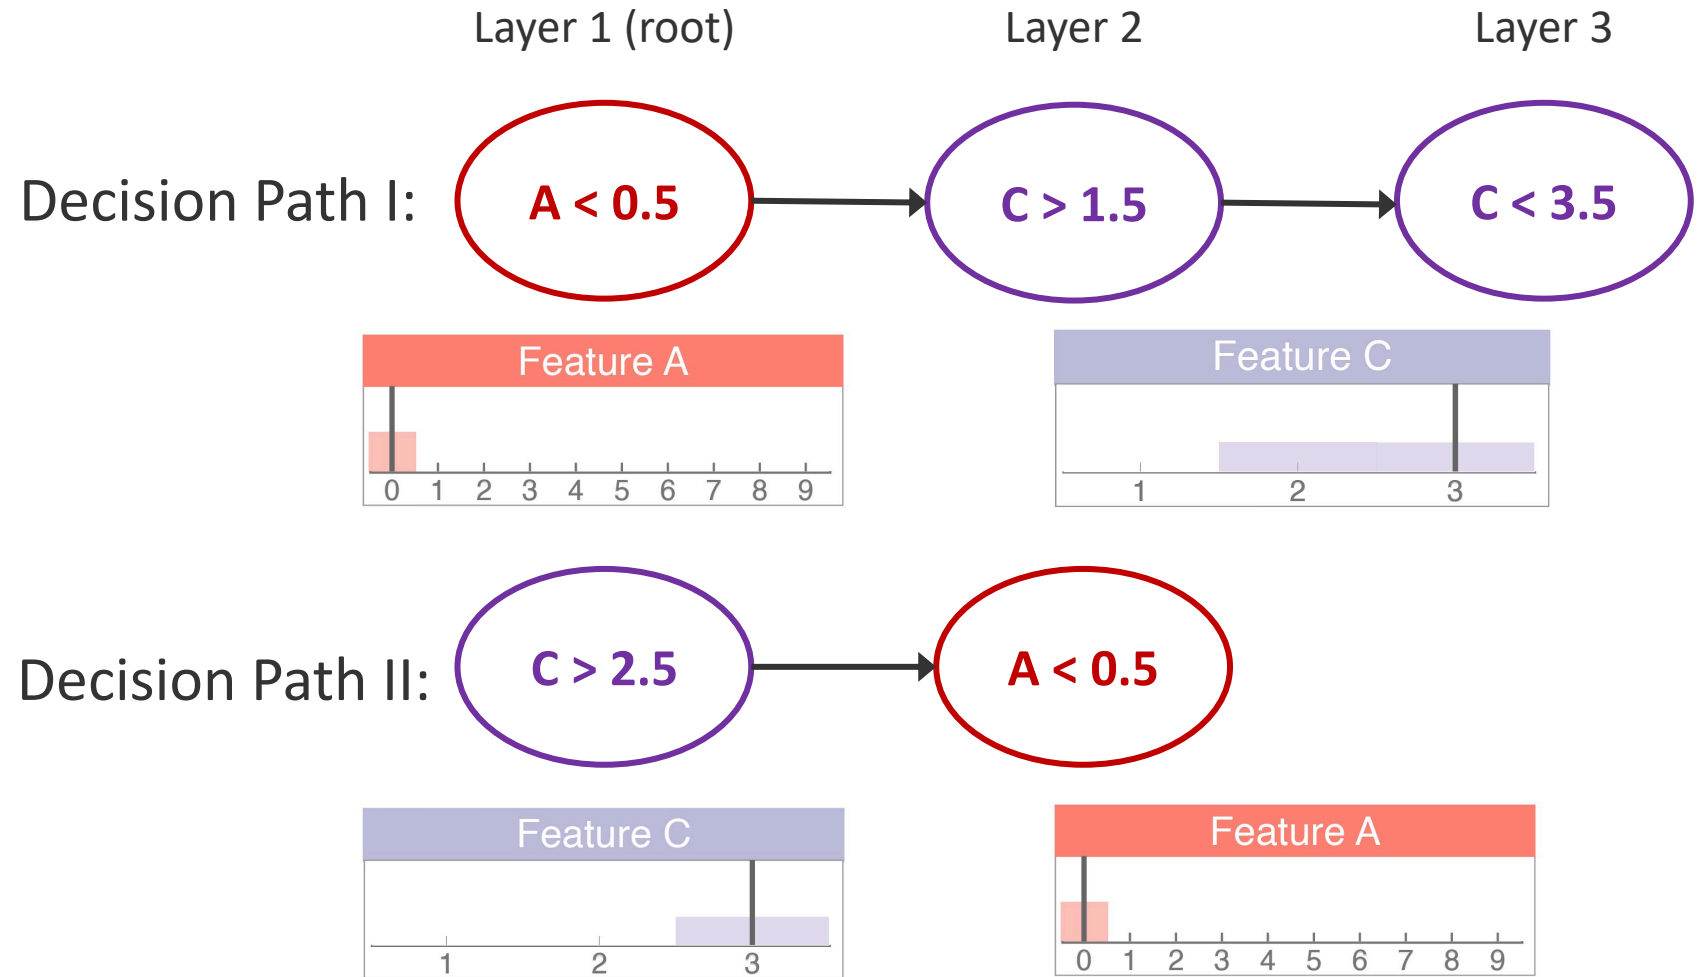 Layer 1 (root) Layer 2 Layer 3
Decision Path I: A < 0.5 C > 1.5 C < 3.5
Feature A Feature C
0 1 2 3 4 5 6 7 8 9 1 2 3
Decision Path II: C > 2.5 A < 0.5
Feature C Feature A
1 2 3 0 1 2 3 4 5 6 7 8 9